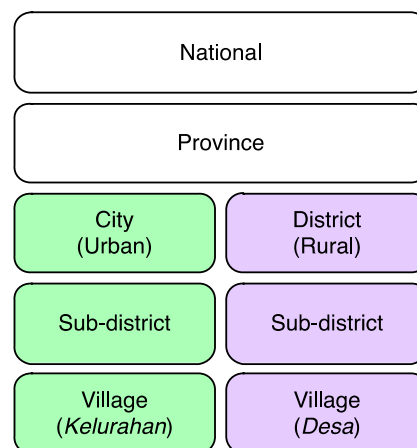 National
Province
City
(Urban)
District
(Rural)
Sub-district
Sub-district
Village
(Kelurahan)
Village
(Desa)